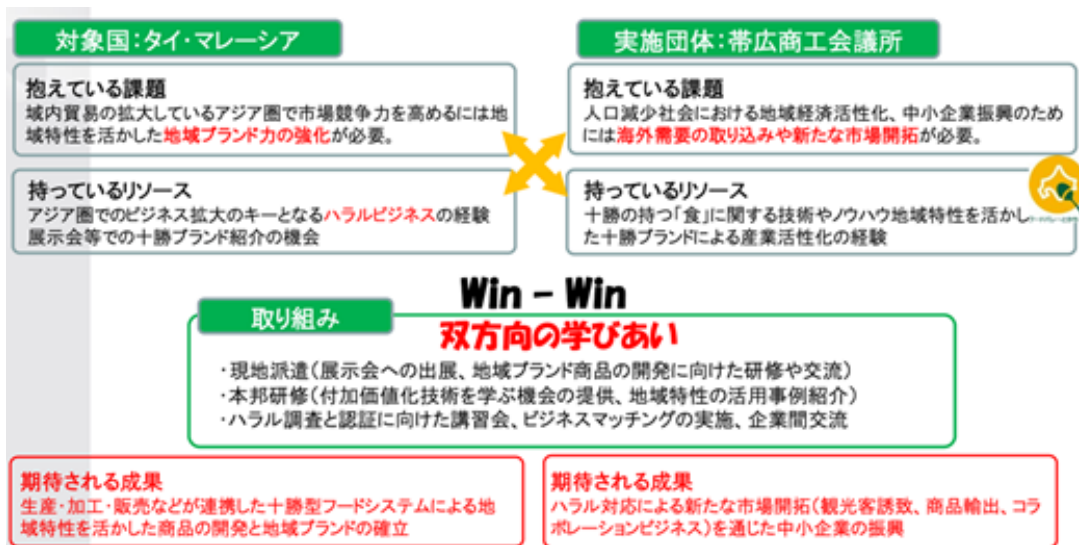 対象国：タイ・マレーシア
抱えている課題
域内貿易の拡大しているアジア圏で市場競争力を高めるには地
域特性を活かした地域ブランド力の強化が必要。
持っているリソース
アジア圏でのビジネス拡大のキーとなるハラルビジネスの経験
展示会等での十勝ブランド紹介の機会
実施団体：帯広商工会議所
抱えている課題
人口減少社会における地域経済活性化、中小企業振興のため
には海外需要の取り込みや新たな市場開拓が必要。
持っているリソース
十勝の持つ「食」に関する技術やノウハウ地域特性を活かし
た十勝ブランドによる産業活性化の経験
Win － Win
双方向の学びあい
取り組み
・現地派遣（展示会への出展、地域ブランド商品の開発に向けた研修や交流）
・本邦研修（付加価値化技術を学ぶ機会の提供、地域特性の活用事例紹介）
・ハラル調査と認証に向けた講習会、ビジネスマッチングの実施、企業間交流
期待される成果
生産・加工・販売などが連携した十勝型フードシステムによる地
域特性を活かした商品の開発と地域ブランドの確立
期待される成果
ハラル対応による新たな市場開拓（観光客誘致、商品輸出、コラ
ボレーションビジネス）を通じた中小企業の振興